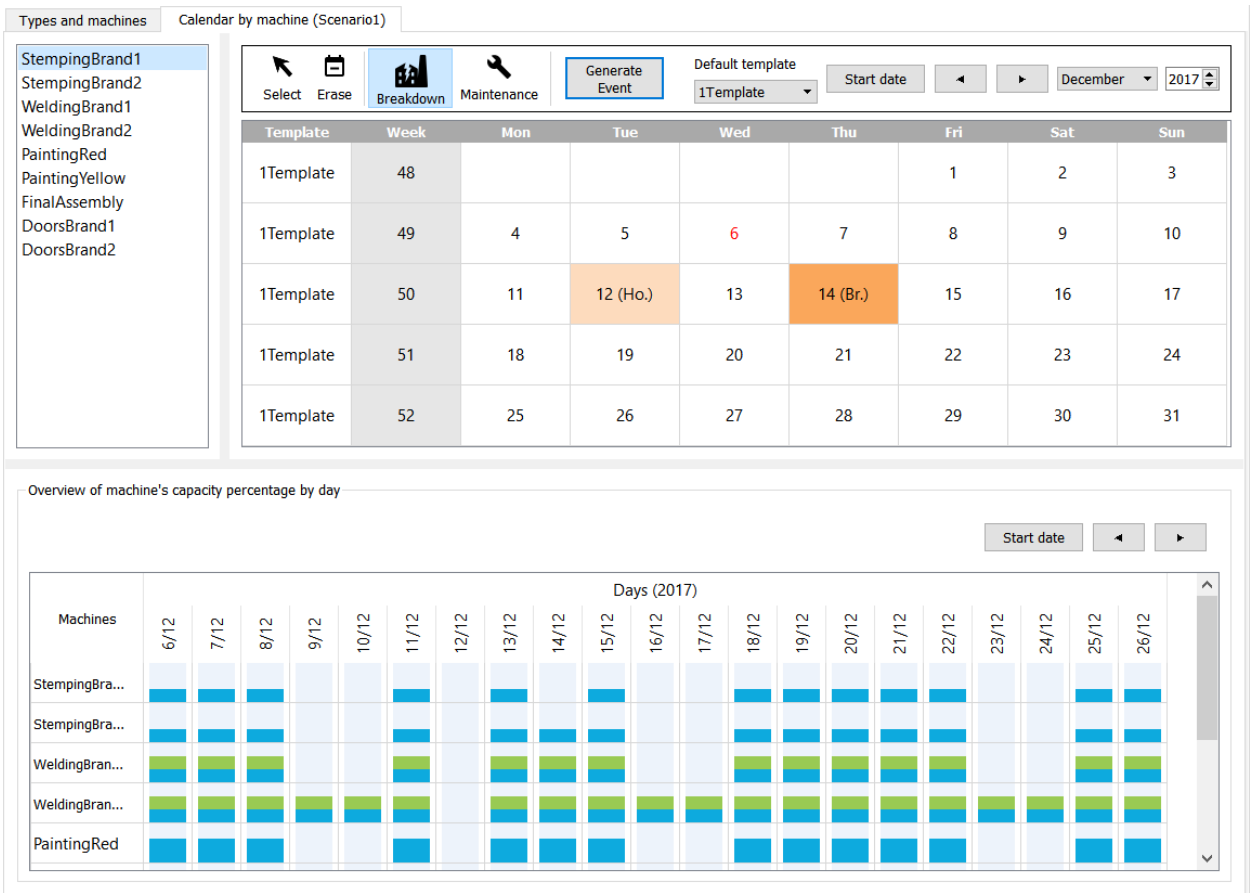 Types and machines
Calendar by machine (Scenario1)
StempingBrand1
StempingBrand2
WeldingBrand1
WeldingBrand2
PaintingRed
PaintingYellow
FinalAssembly
DoorsBrand1
DoorsBrand2
Select Erase Breakdown Maintenance
Generate
Event
Default template
1Template
Start date
December
2017
Template Week Mon Tue Wed Thu Fri Sat Sun
1Template 48 1 2 3
1Template 49 4 5 6 7 8 9 10
1Template 50 11 12 (Ho.) 13 14 (Br.) 15 16 17
1Template 51 18 19 20 21 22 23 24
1Template 52 25 26 27 28 29 30 31
Overview of machine's capacity percentage by day
Start date
Days (2017)
Machines
6/12 7/12 8/12 9/12 10/12 11/12 12/12 13/12 14/12 15/12 16/12 17/12 18/12 19/12 20/12 21/12 22/12 23/12 24/12 25/12 26/12
StempingBra...
StempingBra...
WeldingBran...
WeldingBran...
PaintingRed